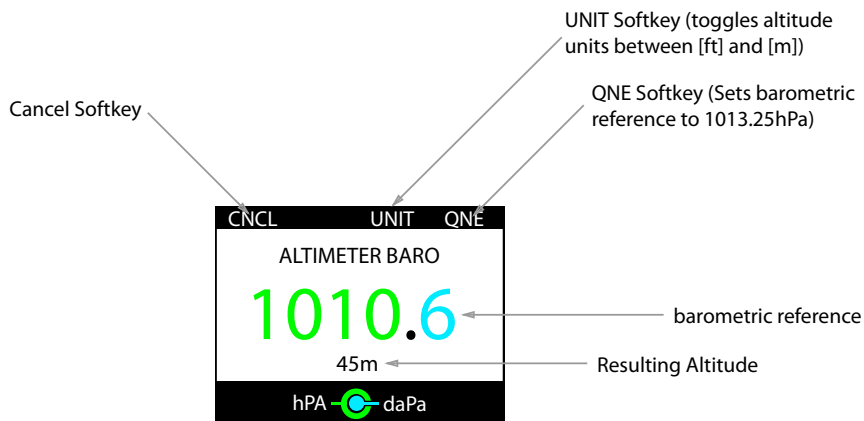 UNIT Softkey (toggles altitude
units between [ft] and [m])
QNE Softkey (Sets barometric
reference to 1013.25hPa)
Cancel Softkey
CNCL UNIT QNE
ALTIMETER BARO
1010.6
barometric reference
45m
Resulting Altitude
hPA daPa